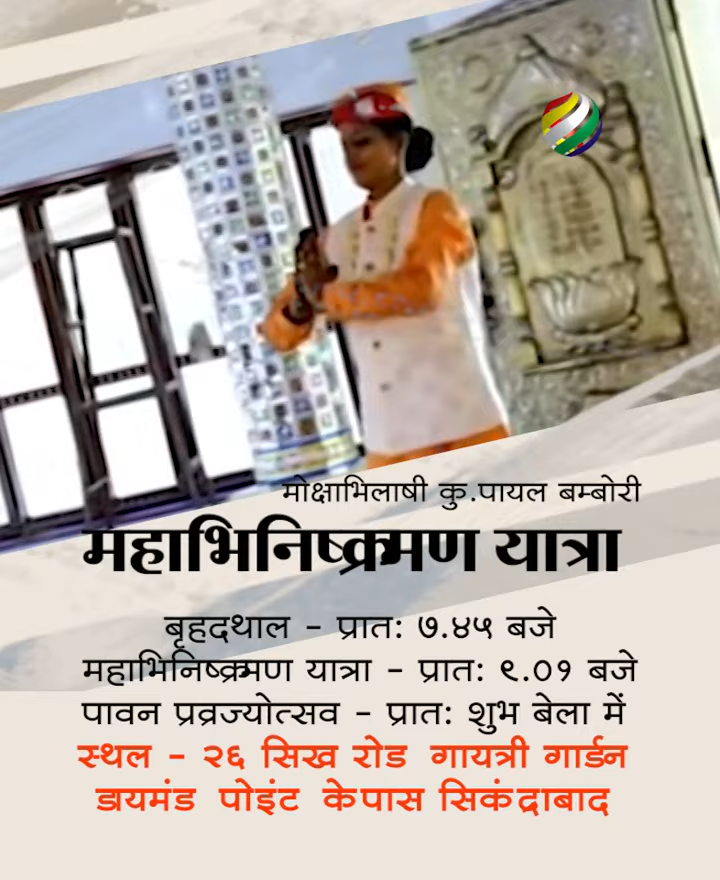 मोक्षाभिलाषी कु.पायल बम्बोरी
महाभिनिष्क्रमण यात्रा
बृहदथाल - प्रात: ७.४५ बजे
महाभिनिष्क्रमण यात्रा - प्रात: ९.०१ बजे
पावन प्रव्रज्योत्सव - प्रात: शुभ बेला में
स्थल - २६ सिख रोड गायत्री गार्डन
डायमंड पोइंट केपास सिकंद्राबाद